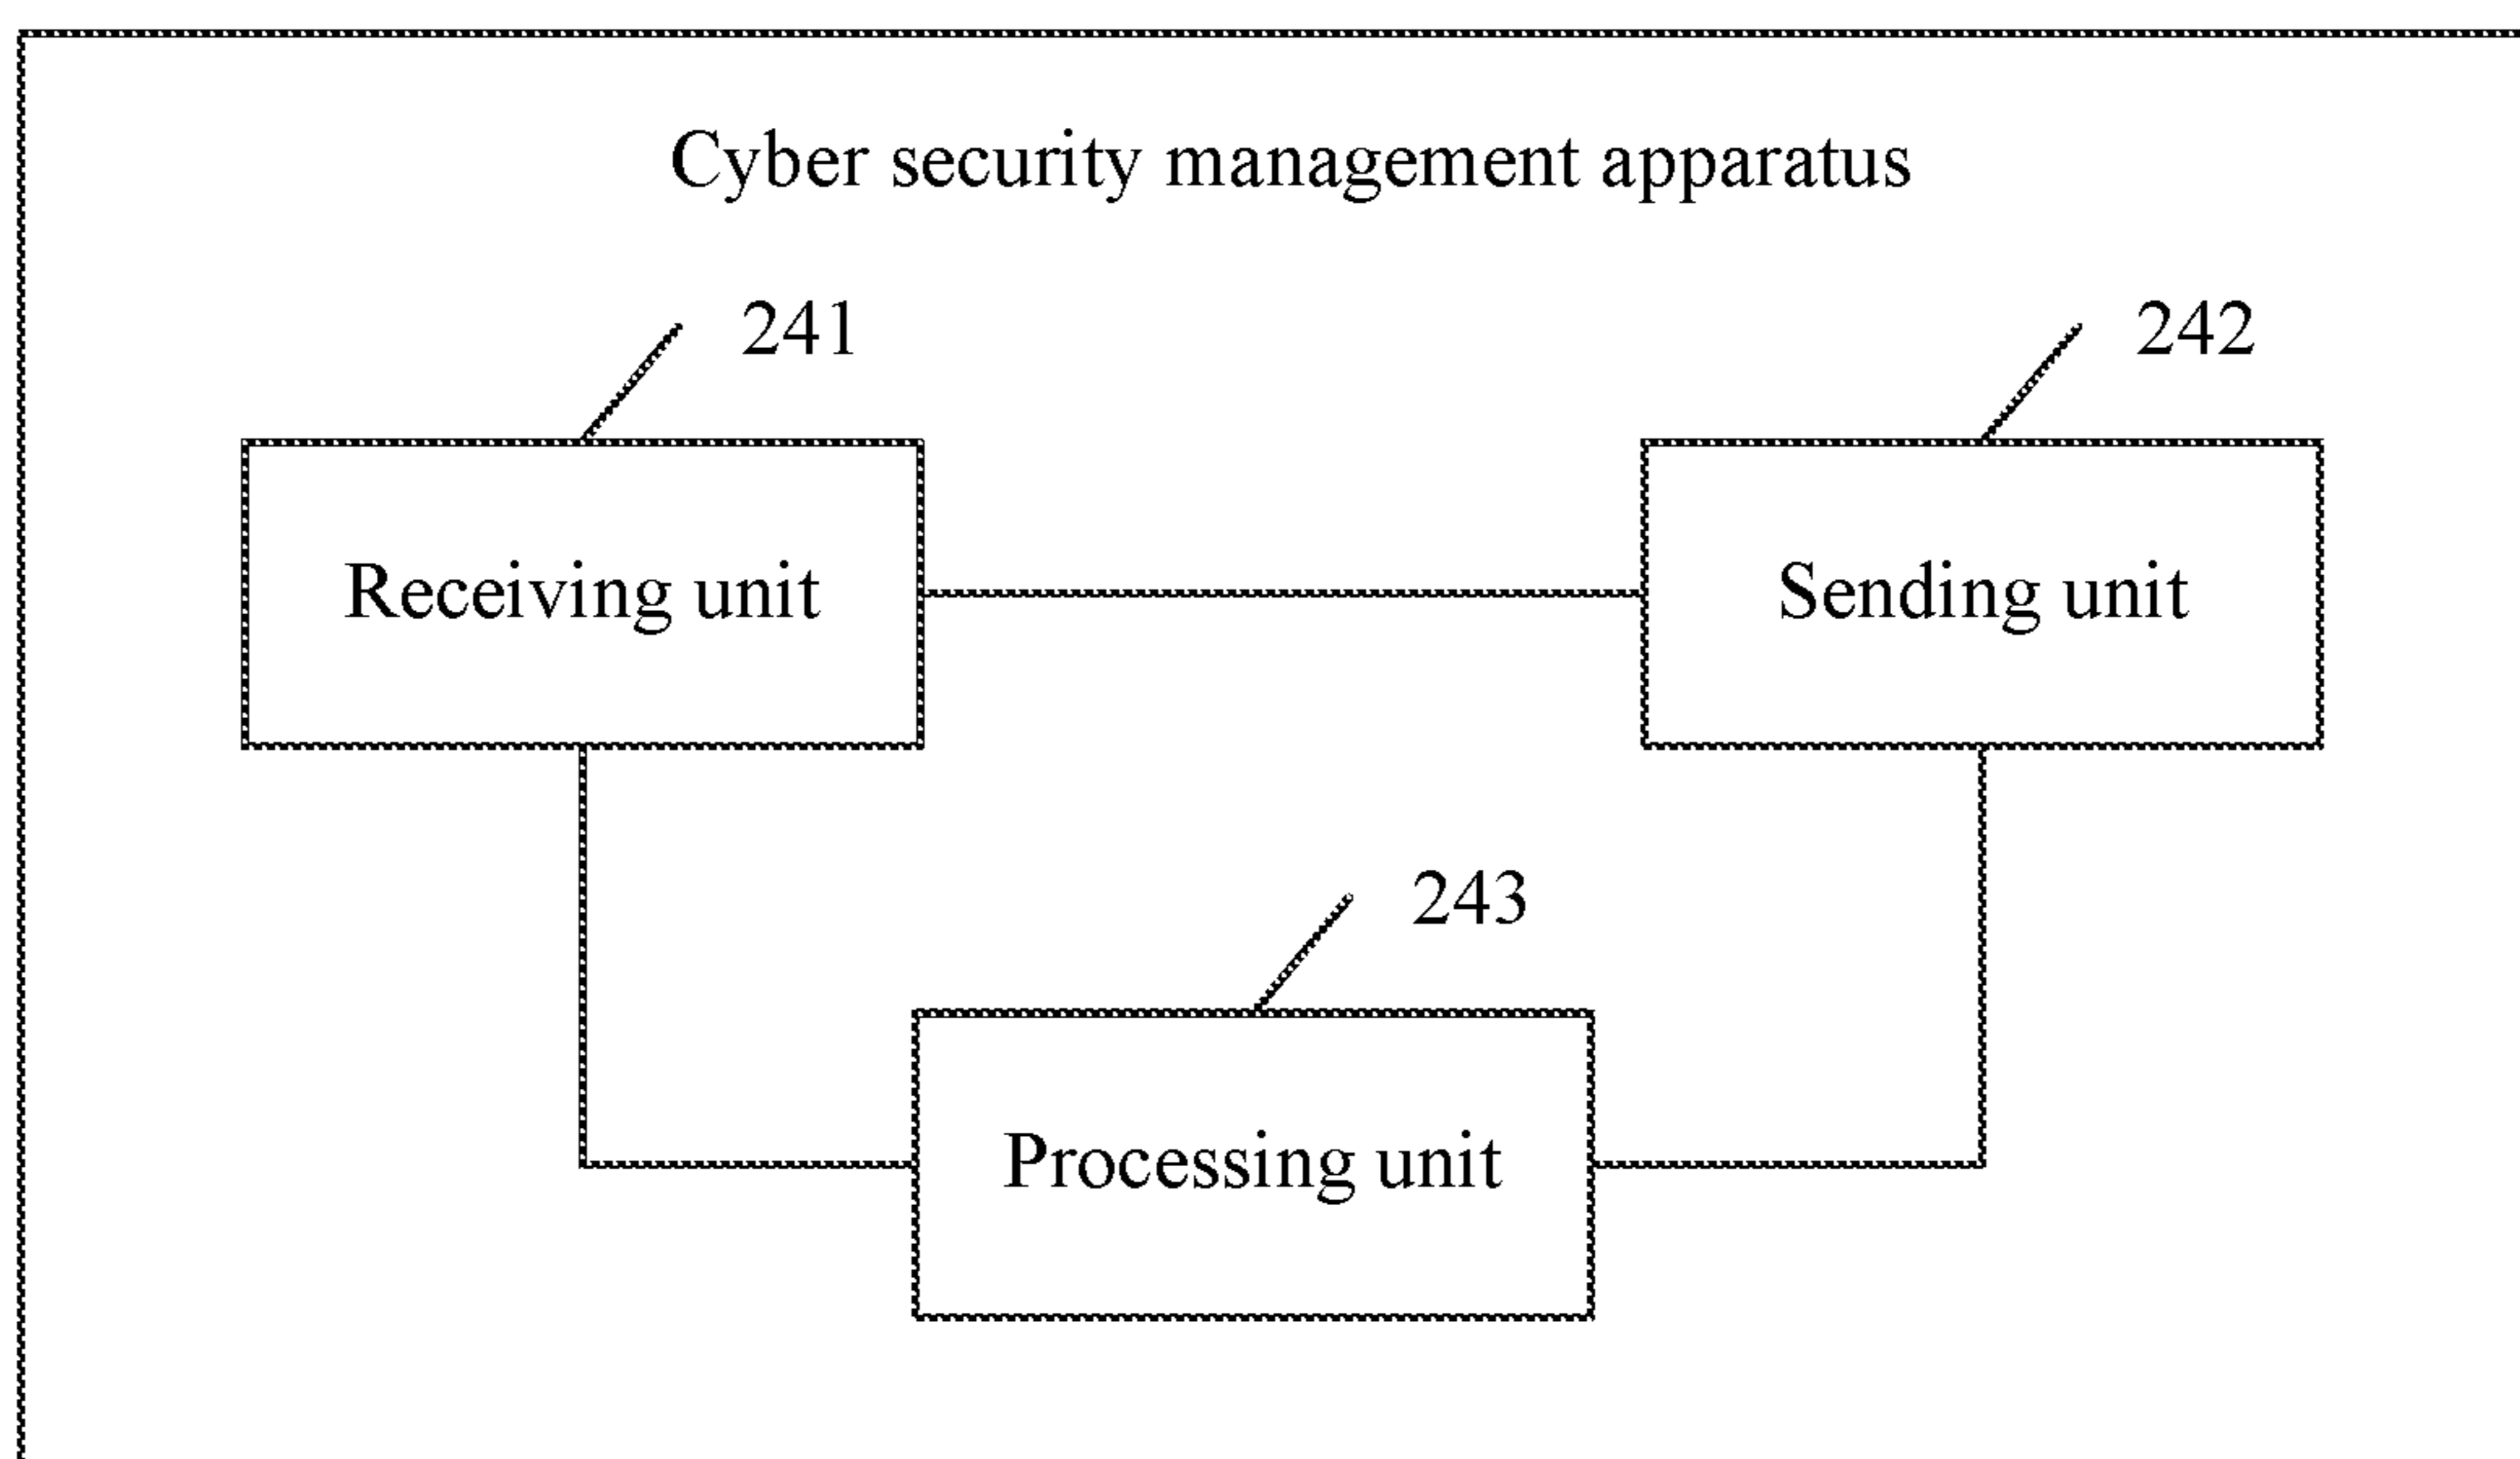 Cyber security management apparatus
241
242
Receiving unit
Sending unit
243
Processing unit